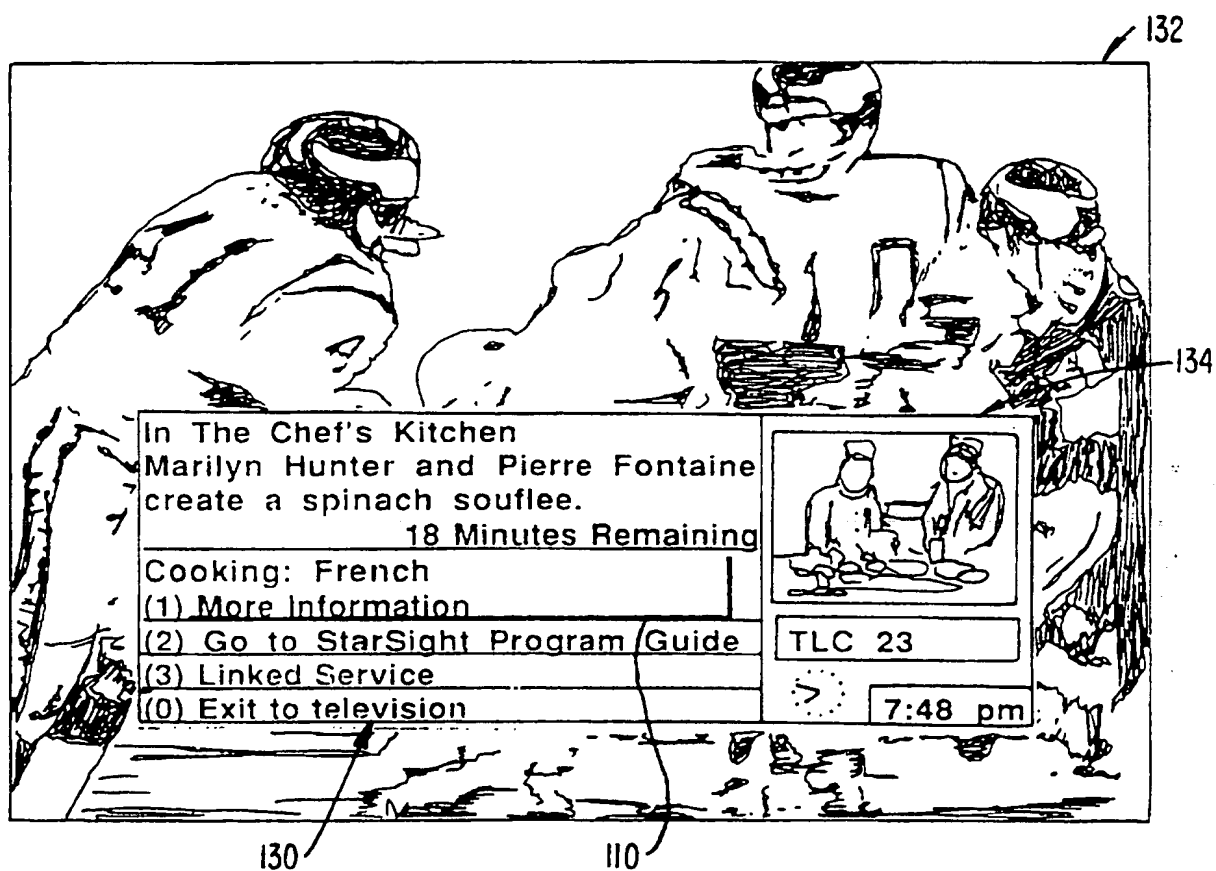 132
134
In The Chef's Kitchen
Marilyn Hunter and Pierre Fontaine
create a spinach souflee.
18 Minutes Remaining
Cooking: French
(1) More Information
(2) Go to StarSight Program Guide
(3) Linked Service
(0) Exit to television
TLC 23
7:48 pm
130
110